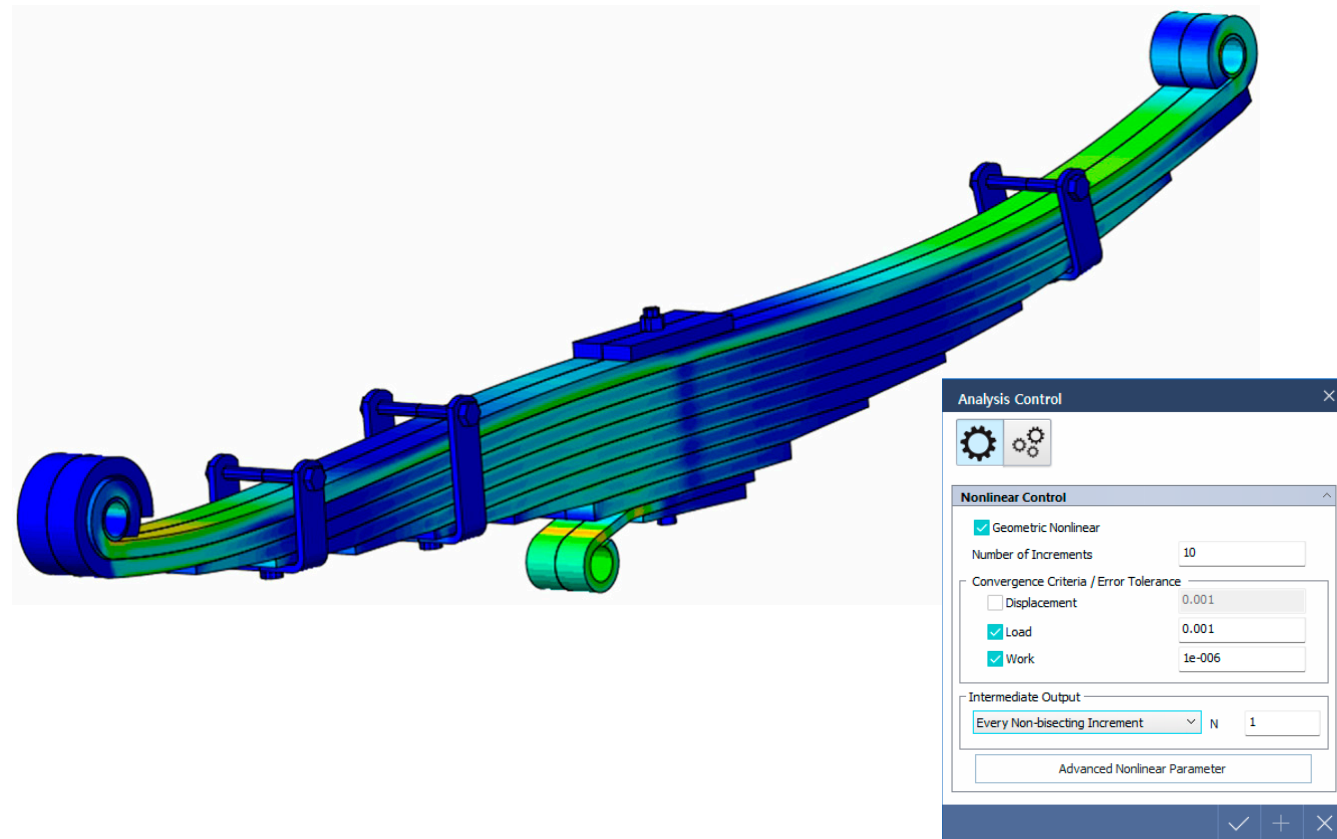 Analysis Control
Nonlinear Control
Geometric Nonlinear
Number of Increments 10
Convergence Criteria / Error Tolerance
Displacement 0.001
Load 0.001
Work 1e-006
Intermediate Output
Every Non-bisecting Increment N 1
Advanced Nonlinear Parameter